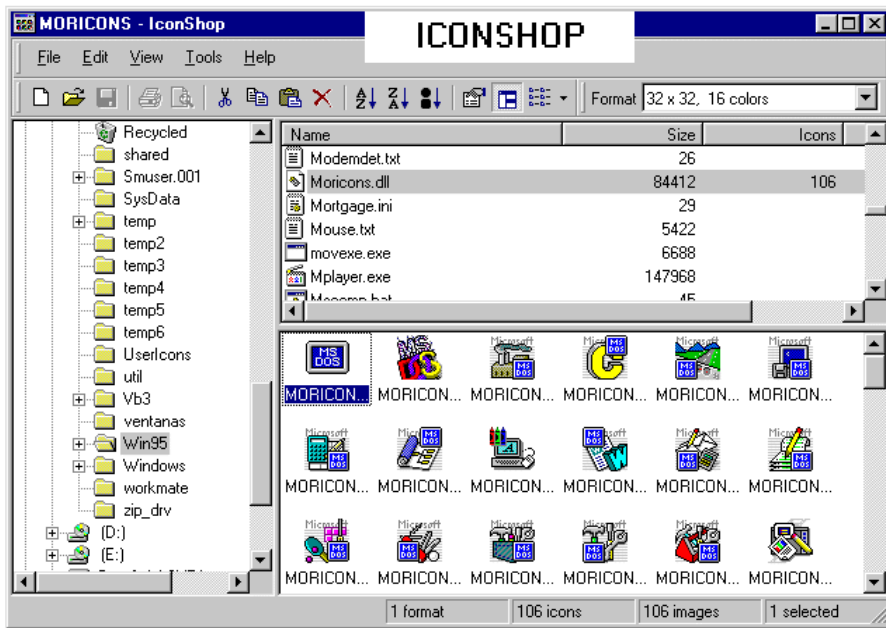 MORICONS - IconShop
ICONSHOP
File Edit View Tools Help
Format 32 x 32, 16 colors
Recycled
shared
Smuser.001
SysData
temp
temp2
temp3
temp4
temp5
temp6
UserIcons
util
Vb3
ventanas
Win95
Windows
workmate
zip_drv
(D:)
(E:)
Name Size Icons
Modemdet.txt 26
Moricons.dll 84412 106
Mortgage.ini 29
Mouse.txt 5422
movexe.exe 6688
Mplayer.exe 147968
MS DOS
MORICON... MORICON... MORICON... MORICON... MORICON... MORICON...
MORICON... MORICON... MORICON... MORICON... MORICON... MORICON...
MORICON... MORICON... MORICON... MORICON... MORICON... MORICON...
1 format 106 icons 106 images 1 selected